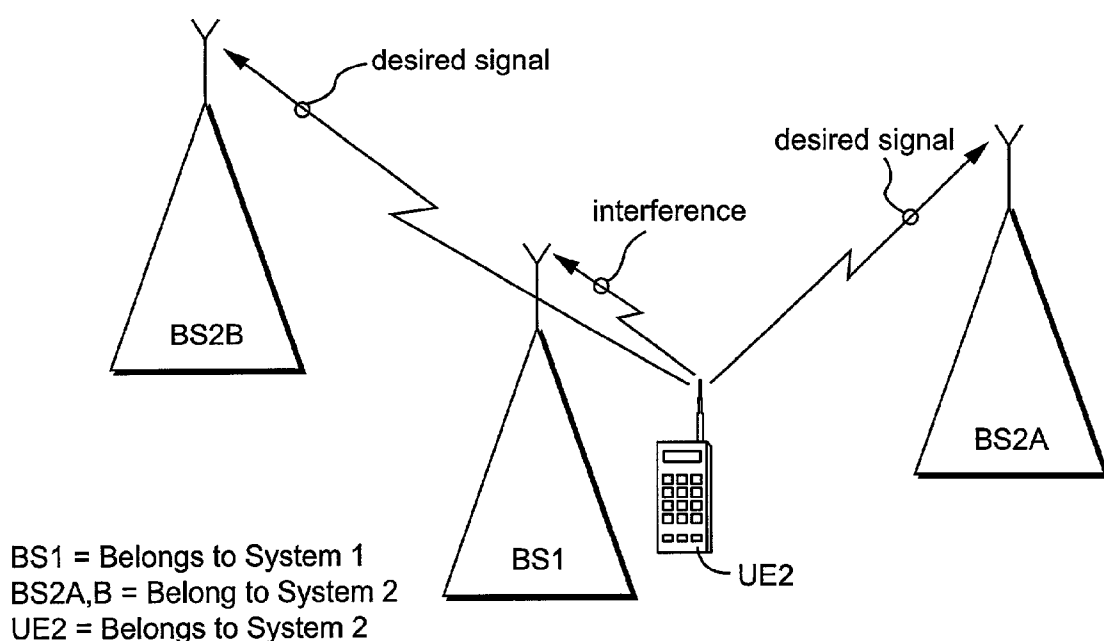 desired signal
desired signal
interference
BS2B
BS2A
BS1
UE2
BS1 = Belongs to System 1
BS2A,B = Belong to System 2
UE2 = Belongs to System 2